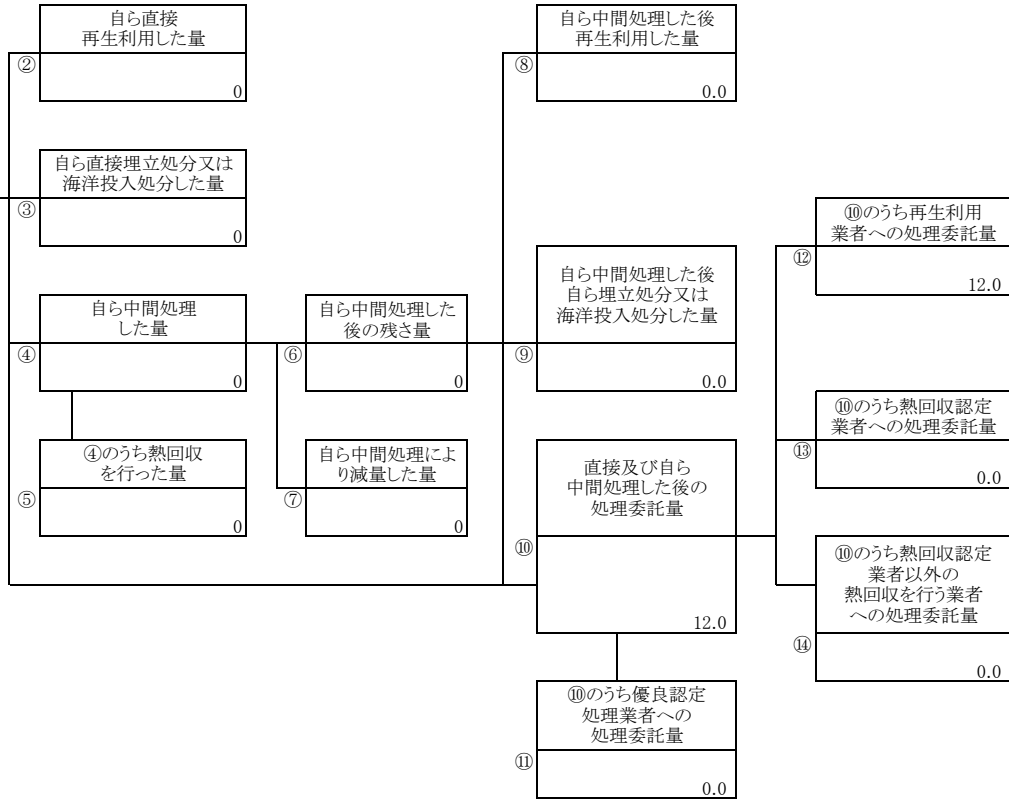 自ら直接
再生利用した量
②
0
自ら直接埋立処分又は
海洋投入処分した量
③
0
自ら中間処理
した量
④
0
④のうち熱回収
を行った量
⑤
0
自ら中間処理した
後の残さ量
⑥
0
自ら中間処理によ
り減量した量
⑦
0
自ら中間処理した後
再生利用した量
⑧
0.0
自ら中間処理した後
自ら埋立処分又は
海洋投入処分した量
⑨
0.0
直接及び自ら
中間処理した後の
処理委託量
⑩
12.0
⑩のうち優良認定
処理業者への
処理委託量
⑪
0.0
⑩のうち再生利用
業者への処理委託量
⑫
12.0
⑩のうち熱回収認定
業者への処理委託量
⑬
0.0
⑩のうち熱回収認定
業者以外の
熱回収を行う業者
への処理委託量
⑭
0.0